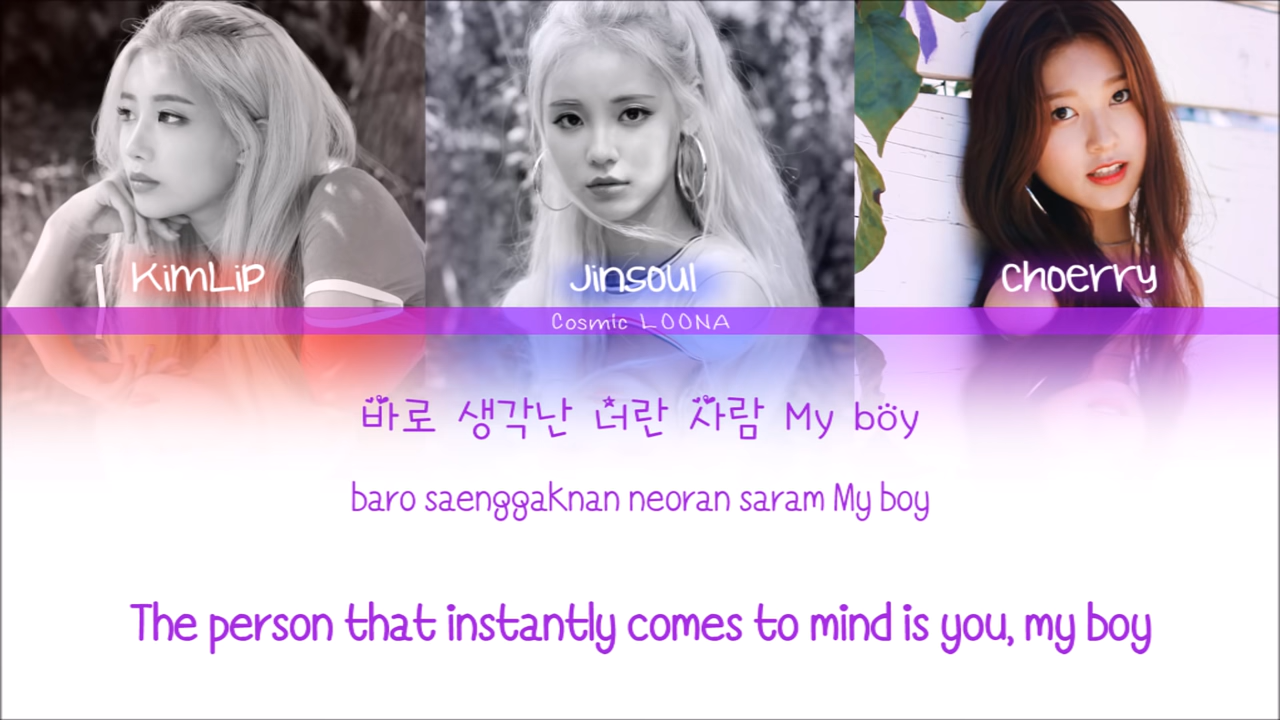 KimLip
Jinsoul
Choerry
Cosmic LOONA
바로 생각난 너란 사람 My boy
baro saenggaknan neoran saram My boy
The person that instantly comes to mind is you, my boy